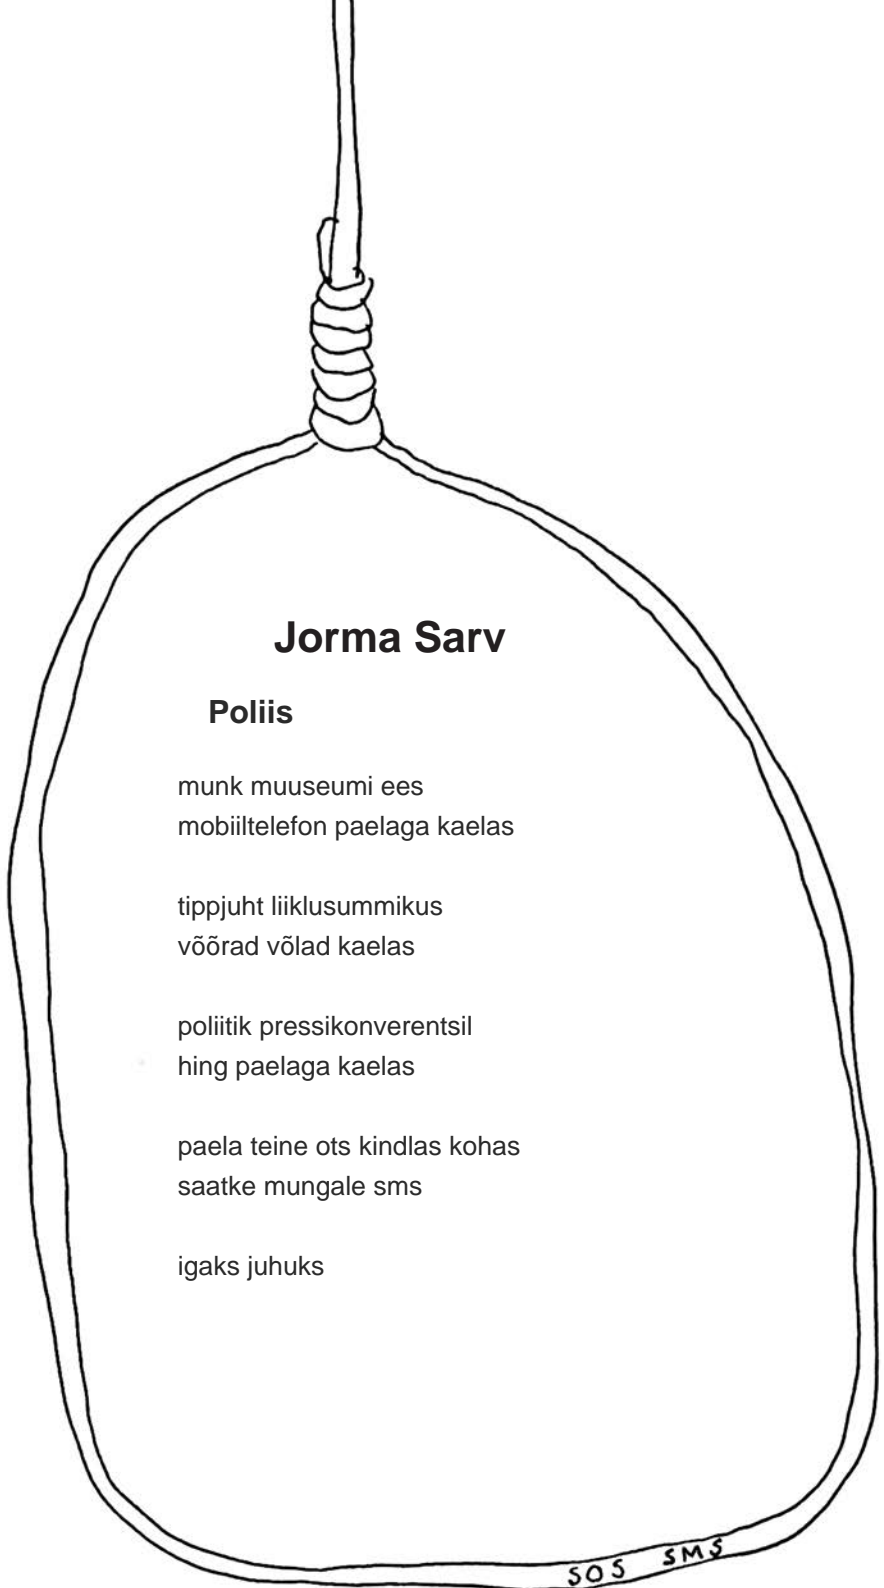 Jorma Sarv
Poliis
munk muuseumi ees
mobiiltelefon paelaga kaelas
tippjuht liiklusummikus
võõrad võlad kaelas
poliitik pressikonverentsil
hing paelaga kaelas
paela teine ots kindlas kohas
saatke mungale sms
igaks juhuks
SOS SMS